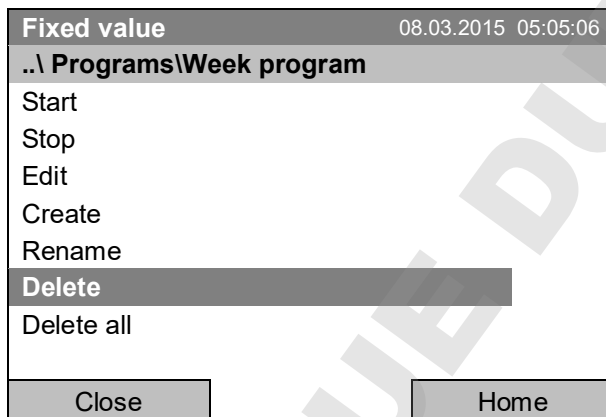 Fixed value 08.03.2015 05:05:06
..\ Programs\Week program
Start
Stop
Edit
Create
Rename
Delete
Delete all
Close Home